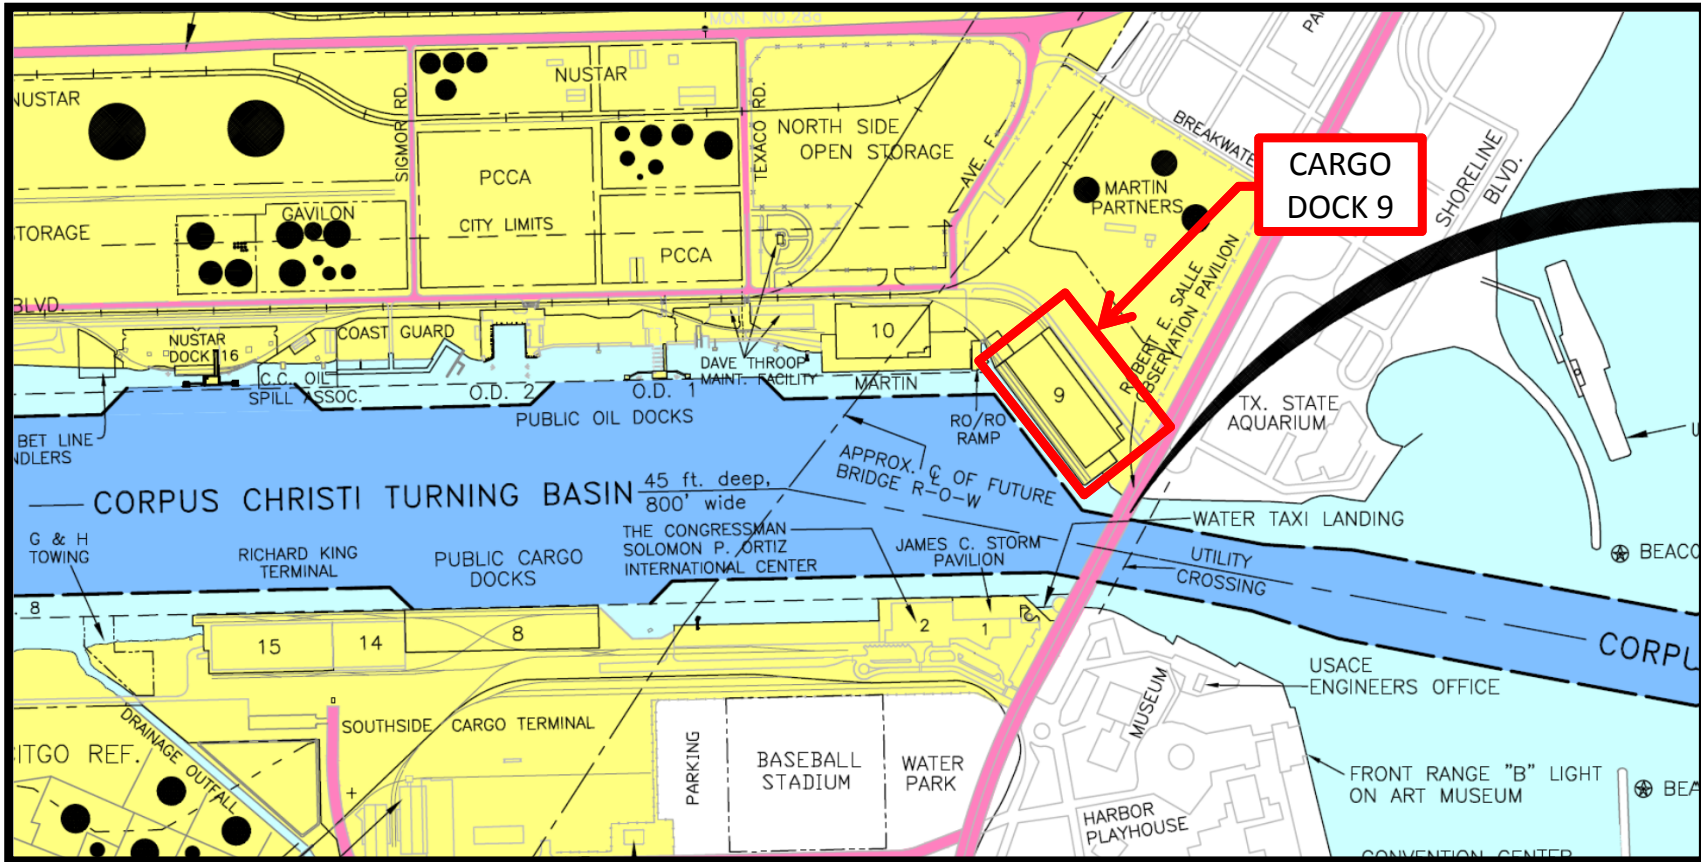 MON. NO.28d
PAR
NUSTAR
NUSTAR
SIGMOR RD.
TEXACO RD.
NORTH SIDE
OPEN STORAGE
AVE. F
BREAKWATE
CARGO
DOCK 9
SHORELINE
BLVD.
PCCA
CITY LIMITS
PCCA
GAVILON
STORAGE
MARTIN
PARTNERS
ROBERT E. SALE
OBSERVATION PAVILION
BLVD.
NUSTAR
DOCK 16
COAST GUARD
C.C. OIL
SPILL ASSOC.
O.D. 2
O.D. 1
DAVE THROOP
MAINT. FACILITY
10
MARTIN
9
PUBLIC OIL DOCKS
RO/RO
RAMP
TX. STATE
AQUARIUM
U
BET LINE
NDLERS
APPROX. ℄ OF FUTURE
BRIDGE R-O-W
CORPUS CHRISTI TURNING BASIN
45 ft. deep,
800' wide
WATER TAXI LANDING
G & H
TOWING
RICHARD KING
TERMINAL
PUBLIC CARGO
DOCKS
THE CONGRESSMAN
SOLOMON P. ORTIZ
INTERNATIONAL CENTER
JAMES C. STORM
PAVILION
UTILITY
CROSSING
BEACO
. 8
15
14
8
2
1
P.S
CORPU
USACE
ENGINEERS OFFICE
MUSEUM
DRAINAGE OUTFALL
SOUTHSIDE CARGO TERMINAL
CITGO REF.
PARKING
BASEBALL
STADIUM
WATER
PARK
FRONT RANGE "B" LIGHT
ON ART MUSEUM
BEA
HARBOR
PLAYHOUSE
CONVENTION CENTER